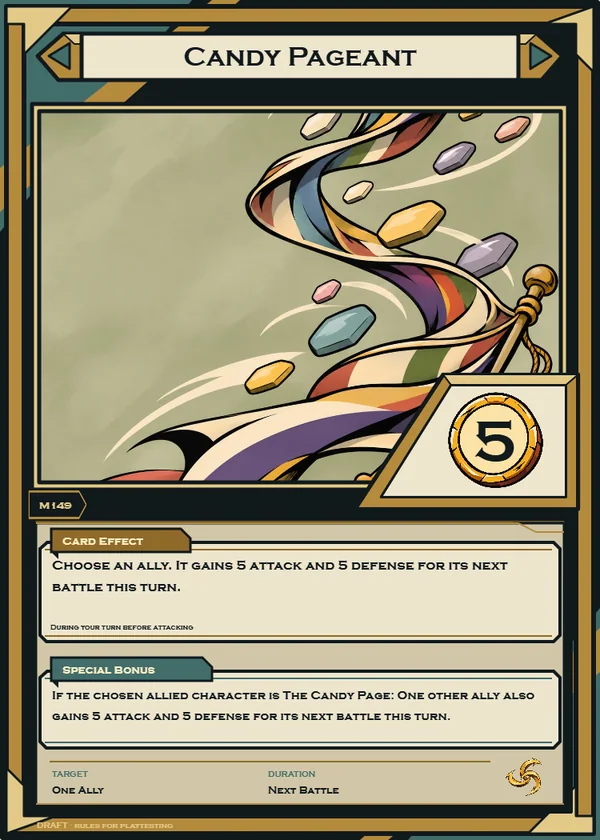 Candy Pageant
5
M149
Card Effect
Choose an ally. It gains 5 attack and 5 defense for its next
battle this turn.
During your turn before attacking
Special Bonus
If the chosen allied character is The Candy Page: One other ally also
gains 5 attack and 5 defense for its next battle this turn.
Target
Duration
One Ally
Next Battle
DRAFT · Rules for playtesting